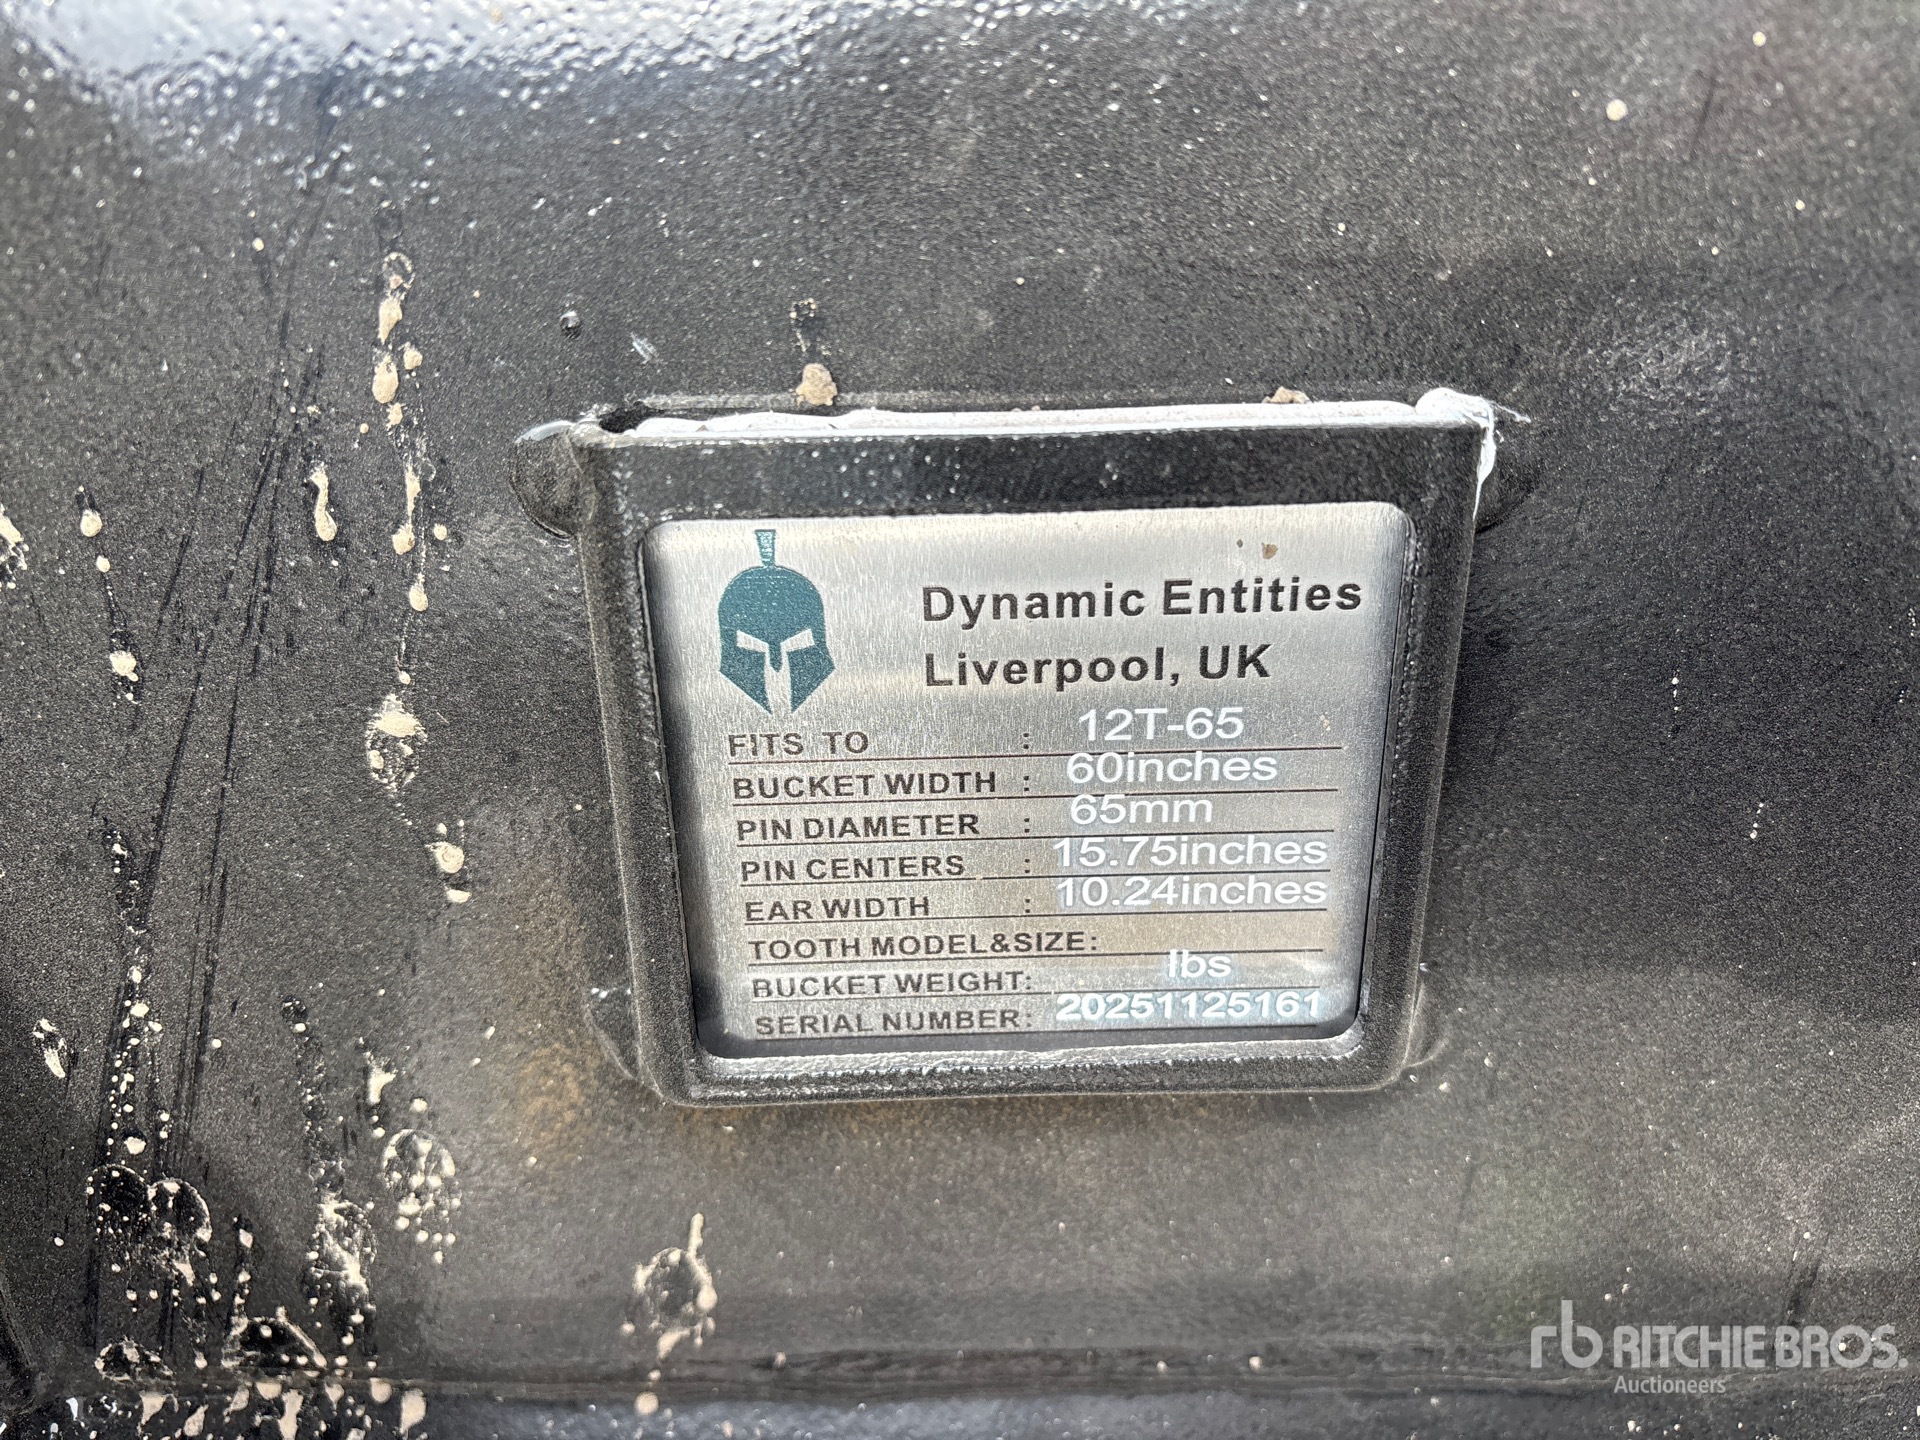 Dynamic Entities
Liverpool, UK
FITS TO : 12T-65
BUCKET WIDTH : 60inches
PIN DIAMETER : 65mm
PIN CENTERS : 15.75inches
EAR WIDTH : 10.24inches
TOOTH MODEL&SIZE:
BUCKET WEIGHT: lbs
SERIAL NUMBER: 20251125161
rb RITCHIE BROS.
Auctioneers